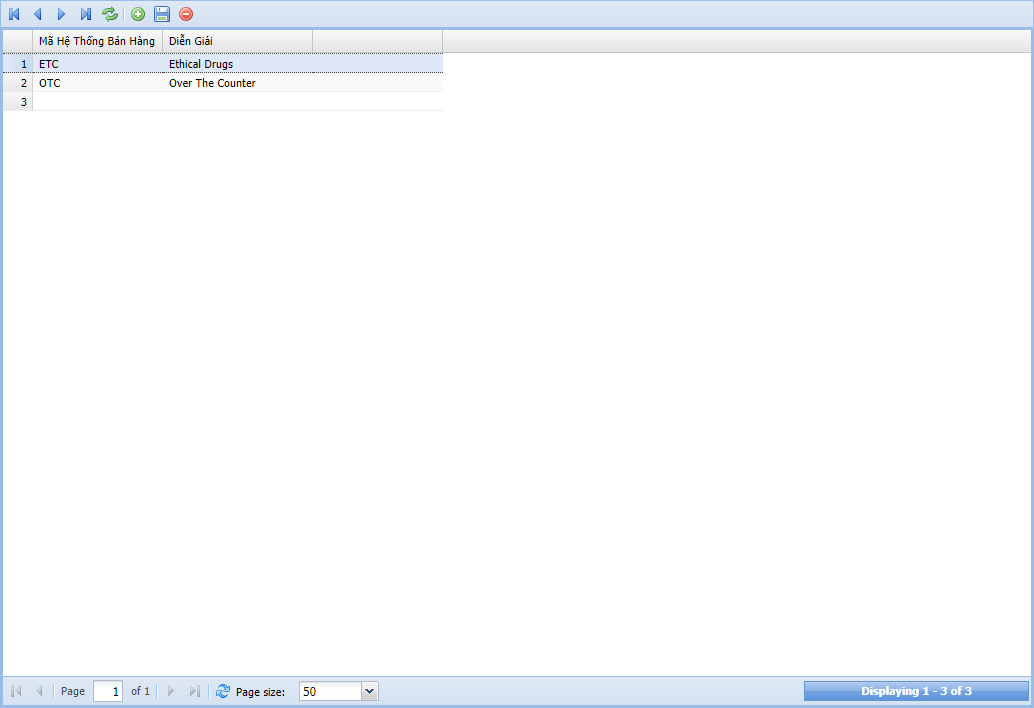 Mã Hệ Thống Bán Hàng Diễn Giải
1 ETC Ethical Drugs
2 OTC Over The Counter
3
Page 1 of 1 Page size: 50 Displaying 1 - 3 of 3